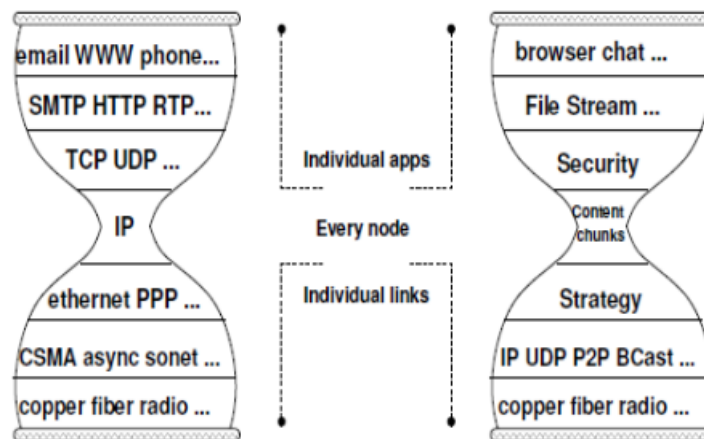 email WWW phone...
SMTP HTTP RTP...
TCP UDP ...
IP
ethernet PPP ...
CSMA async sonet ...
copper fiber radio ...
Individual apps
Every node
Individual links
browser chat ...
File Stream ...
Security
Content
chunks
Strategy
IP UDP P2P BCast ...
copper fiber radio ...